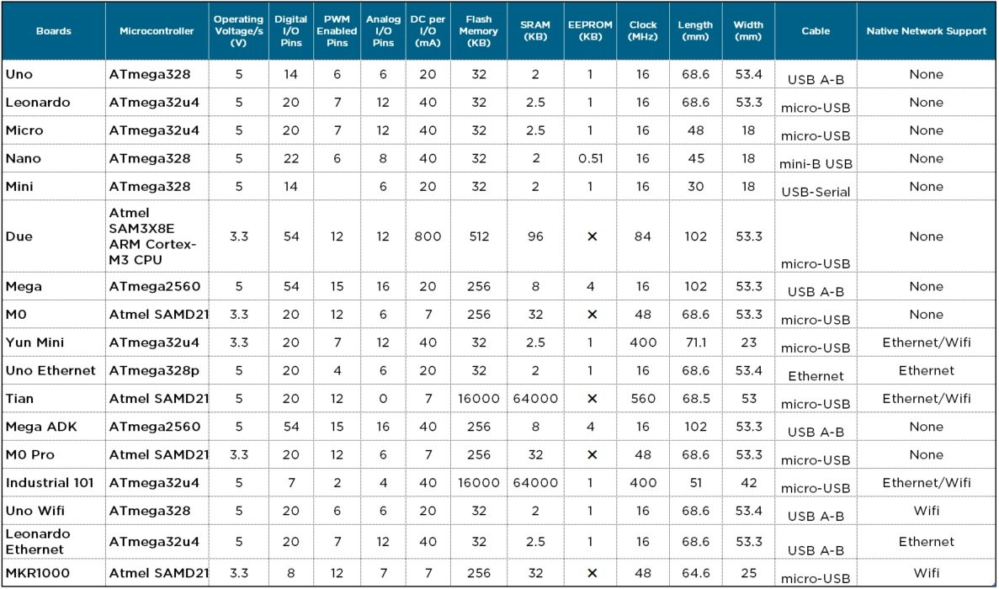 Boards Microcontroller Operating Voltage/s (V) Digital I/O Pins PWM Enabled Pins Analog I/O Pins DC per I/O (mA) Flash Memory (KB) SRAM (KB) EEPROM (KB) Clock (MHz) Length (mm) Width (mm) Cable Native Network Support
Uno ATmega328 5 14 6 6 20 32 2 1 16 68.6 53.4 USB A-B None
Leonardo ATmega32u4 5 20 7 12 40 32 2.5 1 16 68.6 53.3 micro-USB None
Micro ATmega32u4 5 20 7 12 40 32 2.5 1 16 48 18 micro-USB None
Nano ATmega328 5 22 6 8 40 32 2 0.51 16 45 18 mini-B USB None
Mini ATmega328 5 14 6 20 32 2 1 16 30 18 USB-Serial None
Due Atmel SAM3X8E ARM Cortex-M3 CPU 3.3 54 12 12 800 512 96 ✕ 84 102 53.3 micro-USB None
Mega ATmega2560 5 54 15 16 20 256 8 4 16 102 53.3 USB A-B None
M0 Atmel SAMD21 3.3 20 12 6 7 256 32 ✕ 48 68.6 53.3 micro-USB None
Yun Mini ATmega32u4 3.3 20 7 12 40 32 2.5 1 400 71.1 23 micro-USB Ethernet/Wifi
Uno Ethernet ATmega328p 5 20 4 6 20 32 2 1 16 68.6 53.4 Ethernet Ethernet
Tian Atmel SAMD21 5 20 12 0 7 16000 64000 ✕ 560 68.5 53 micro-USB Ethernet/Wifi
Mega ADK ATmega2560 5 54 15 16 40 256 8 4 16 102 53.3 USB A-B None
M0 Pro Atmel SAMD21 3.3 20 12 6 7 256 32 ✕ 48 68.6 53.3 micro-USB None
Industrial 101 ATmega32u4 5 7 2 4 40 16000 64000 1 400 51 42 micro-USB Ethernet/Wifi
Uno Wifi ATmega328 5 20 6 6 20 32 2 1 16 68.6 53.4 USB A-B Wifi
Leonardo Ethernet ATmega32u4 5 20 7 12 40 32 2.5 1 16 68.6 53.3 USB A-B Ethernet
MKR1000 Atmel SAMD21 3.3 8 12 7 7 256 32 ✕ 48 64.6 25 micro-USB Wifi